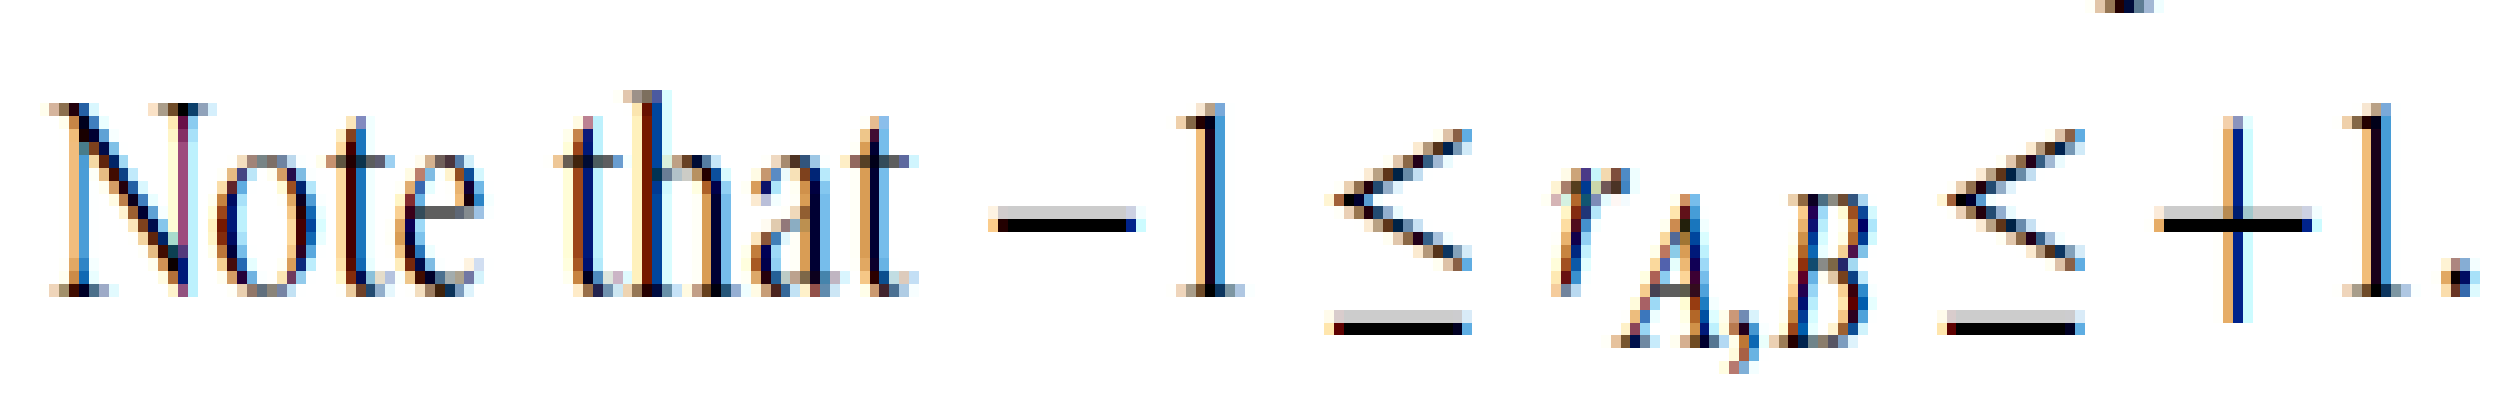 Note that −1 ≤ r_{A,B} ≤ +1.